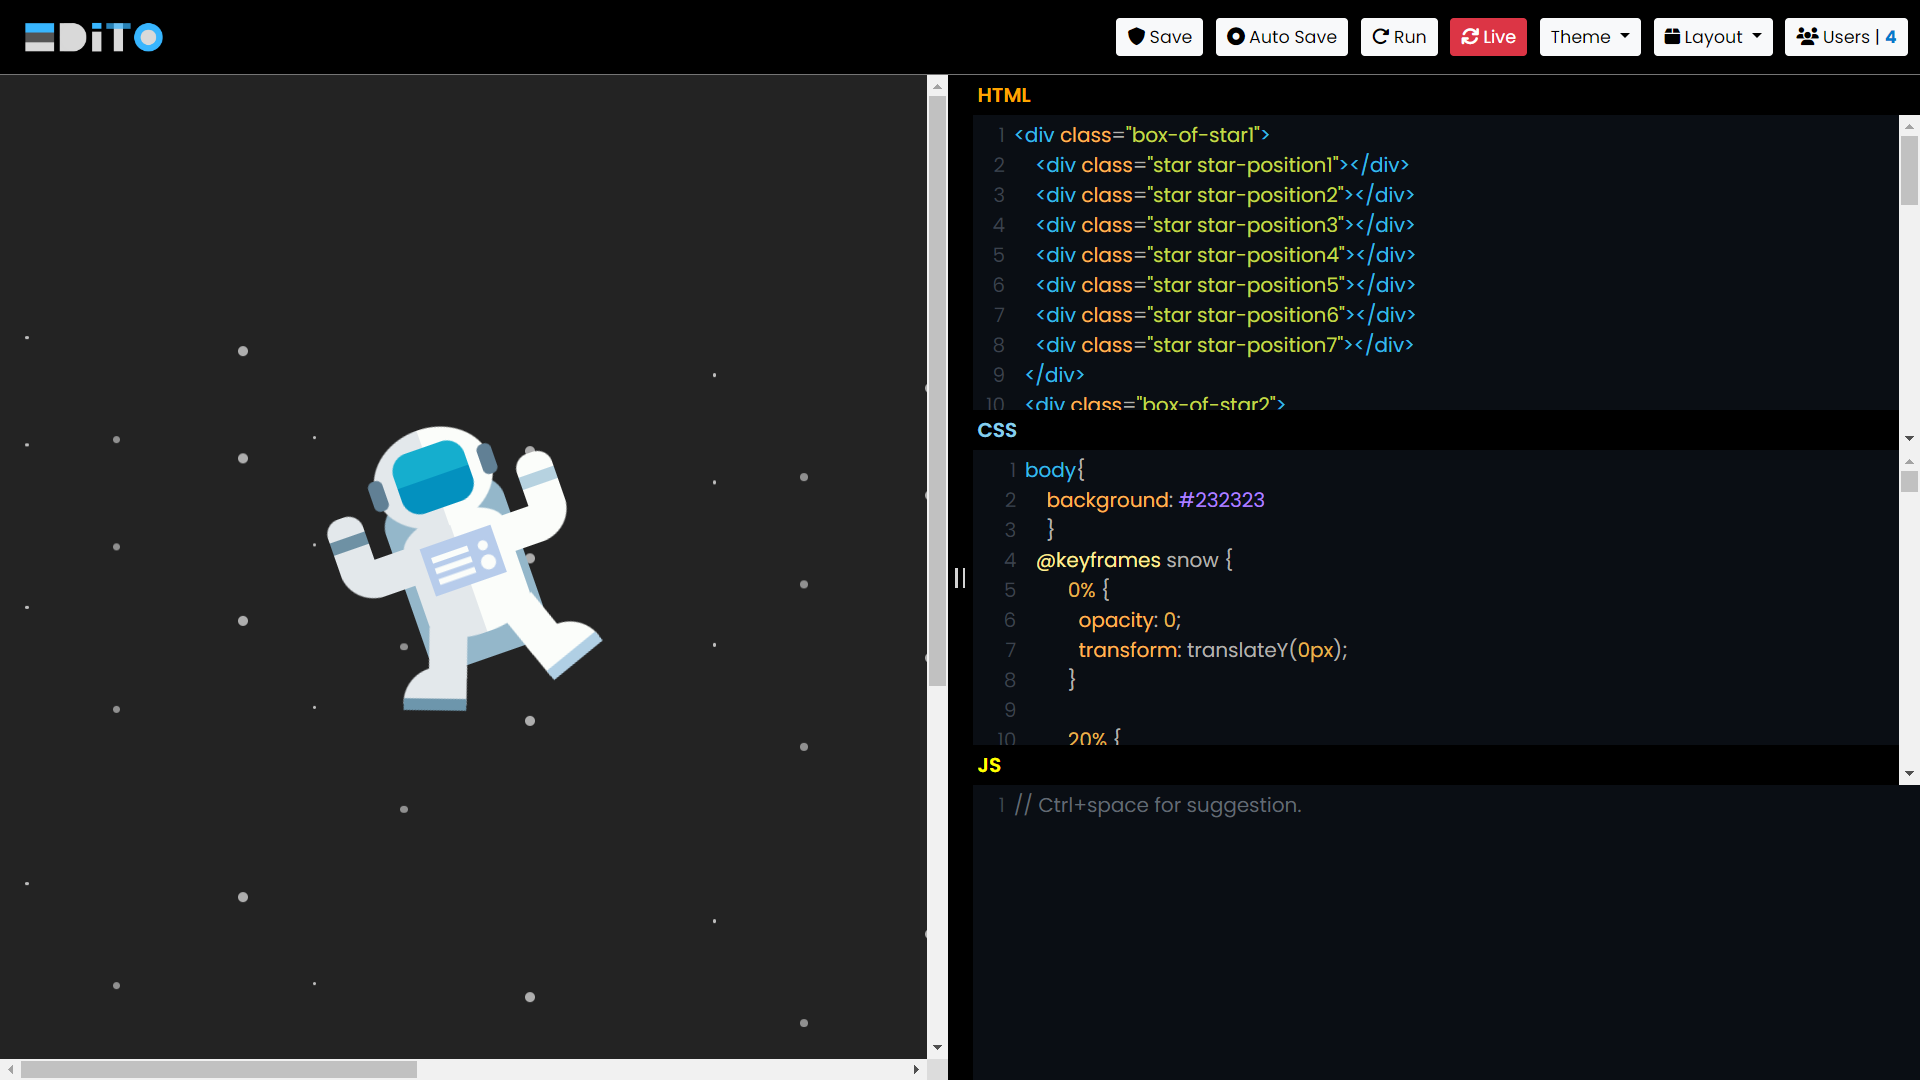 EDiTO
Save Auto Save Run Live Theme Layout Users | 4
HTML
1 <div class="box-of-star1">
2 <div class="star star-position1"></div>
3 <div class="star star-position2"></div>
4 <div class="star star-position3"></div>
5 <div class="star star-position4"></div>
6 <div class="star star-position5"></div>
7 <div class="star star-position6"></div>
8 <div class="star star-position7"></div>
9 </div>
10 <div class="box-of-star2">
CSS
1 body{
2 background: #232323
3 }
4 @keyframes snow {
5 0% {
6 opacity: 0;
7 transform: translateY(0px);
8 }
9
10 20% {
JS
1 // Ctrl+space for suggestion.